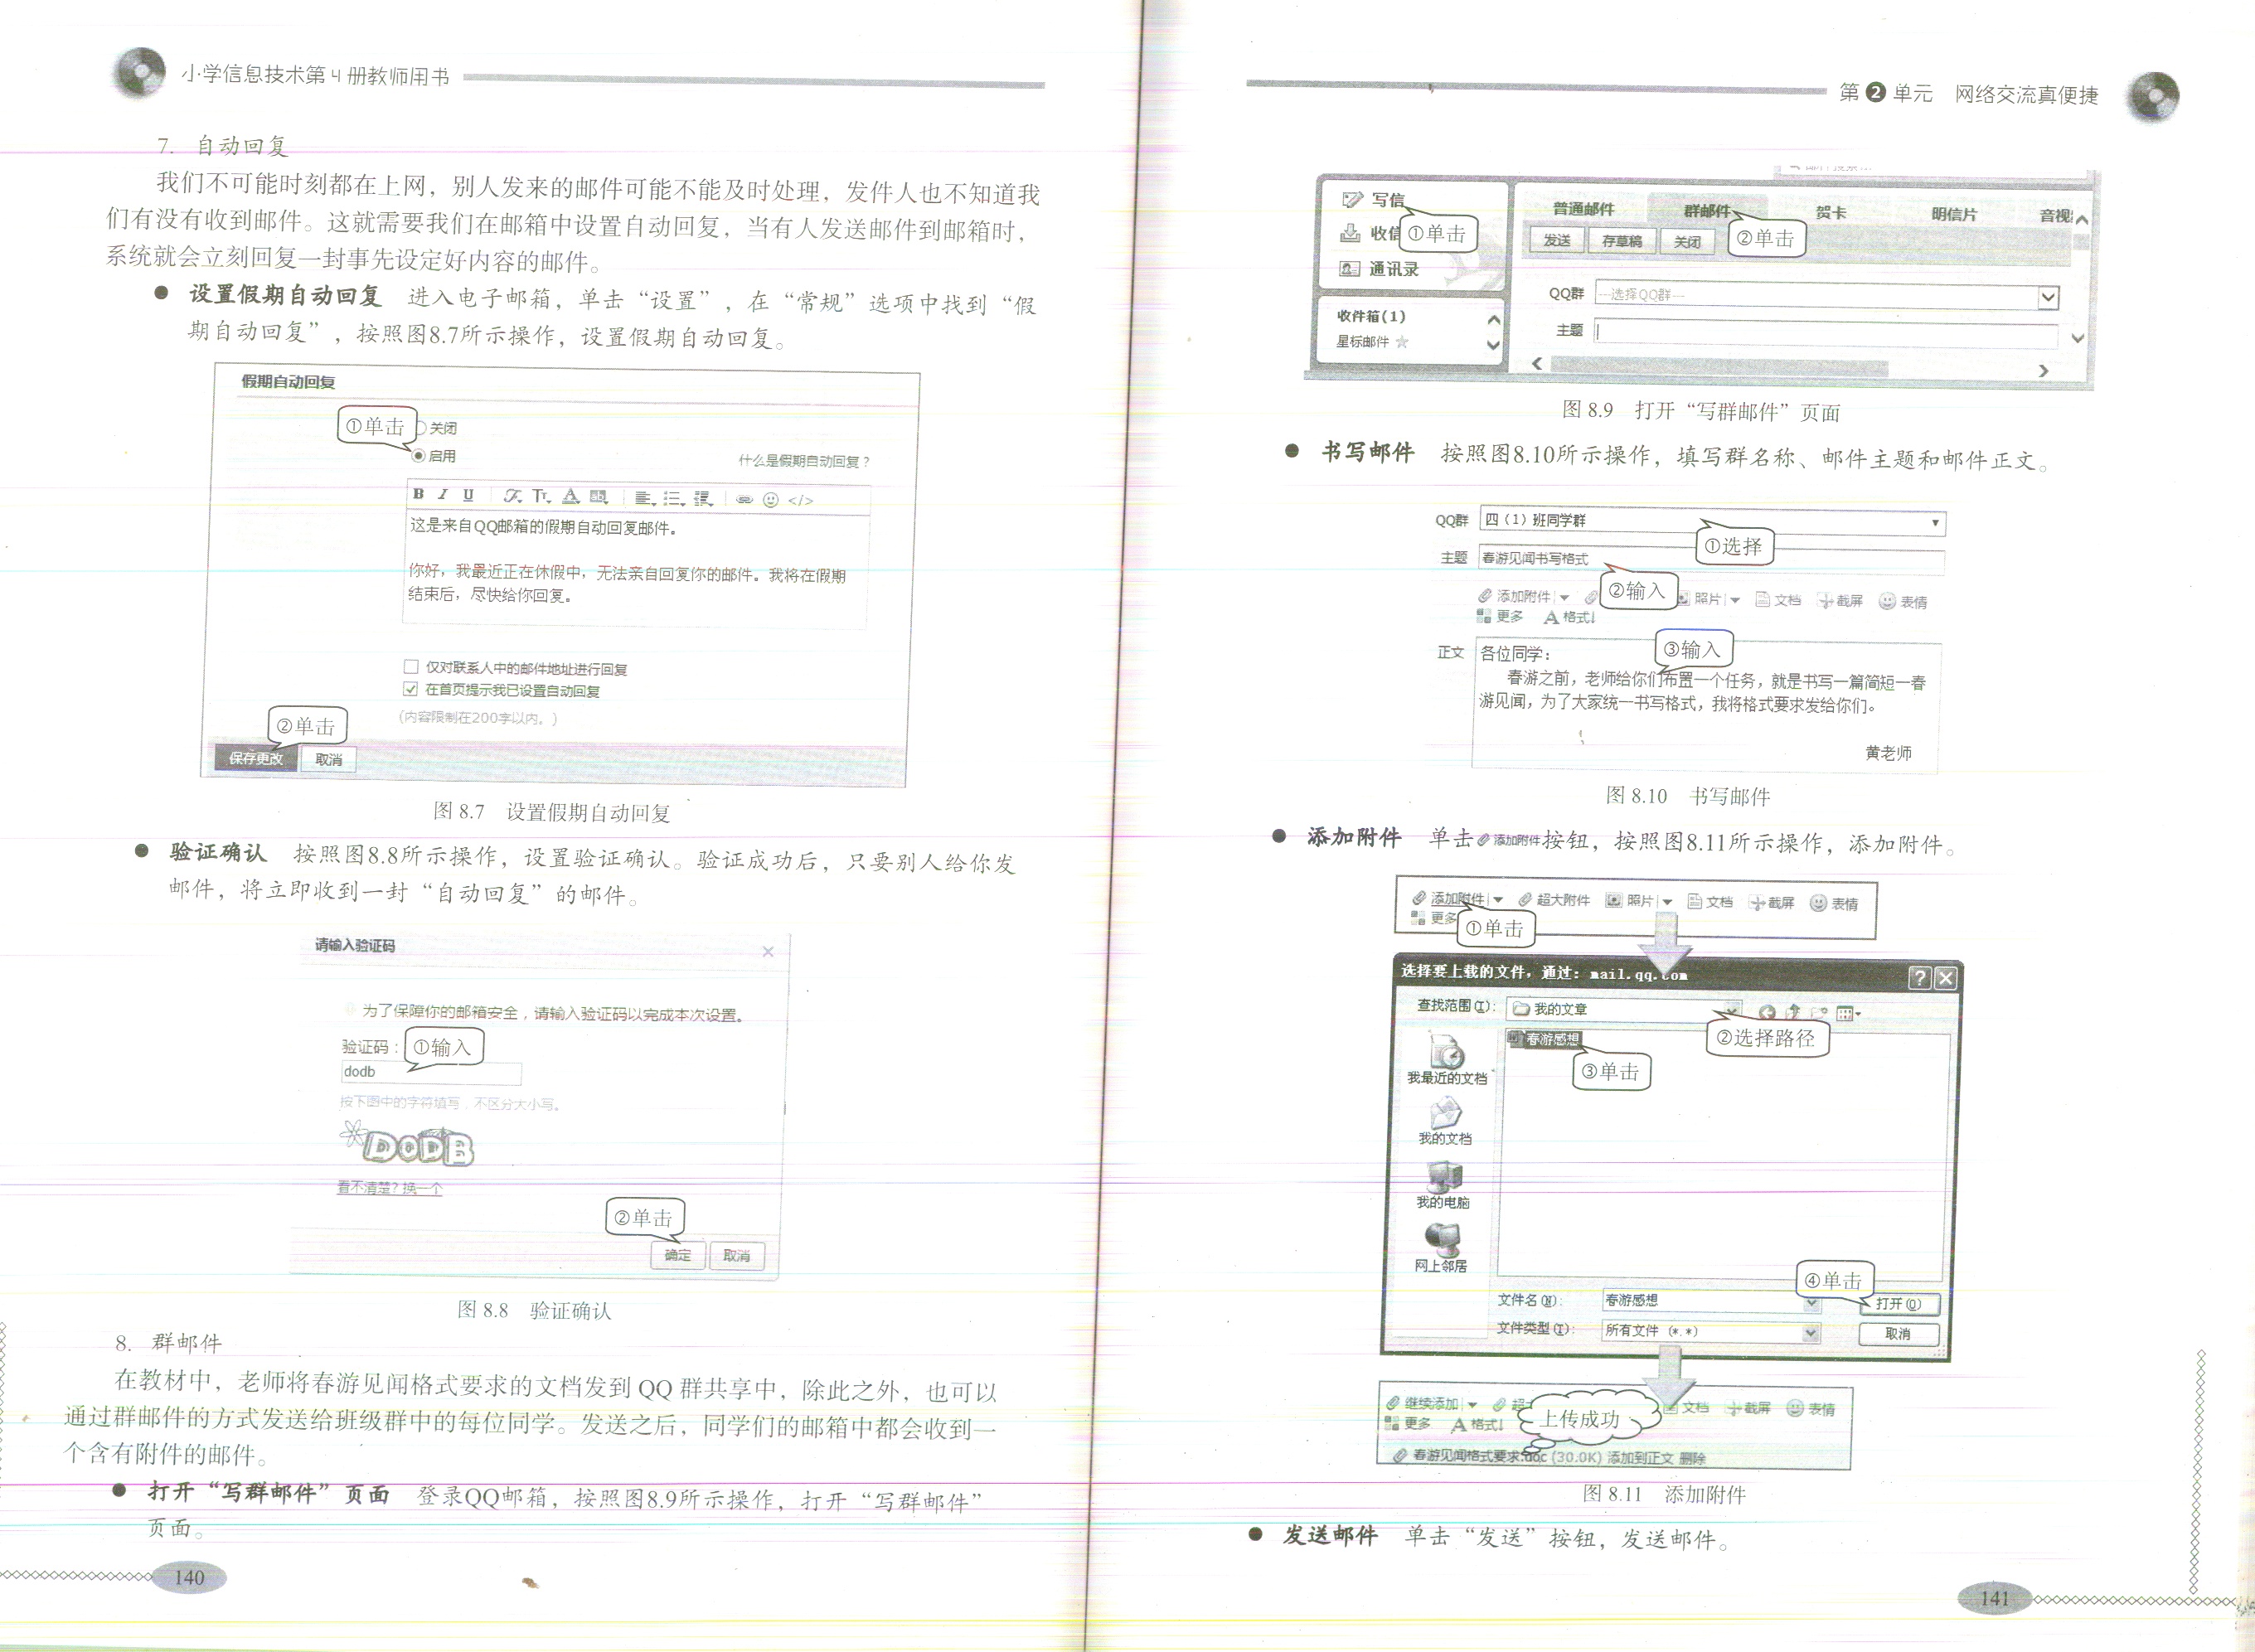 小学信息技术第4册教师用书
7. 自动回复
我们不可能时刻都在上网，别人发来的邮件可能不能及时处理，发件人也不知道我
们有没有收到邮件。这就需要我们在邮箱中设置自动回复，当有人发送邮件到邮箱时，
系统就会立刻回复一封事先设定好内容的邮件。
● 设置假期自动回复 进入电子邮箱，单击“设置”，在“常规”选项中找到“假
期自动回复”，按照图8.7所示操作，设置假期自动回复。
假期自动回复
①单击 关闭
启用
什么是假期自动回复？
B I U
这是来自QQ邮箱的假期自动回复邮件。
你好，我最近正在休假中，无法亲自回复你的邮件。我将在假期
结束后，尽快给你回复。
仅对联系人中的邮件地址进行回复
在首页提示我已设置自动回复
(内容限制在200字以内。)
②单击
保存更改 取消
图 8.7 设置假期自动回复
● 验证确认 按照图8.8所示操作，设置验证确认。验证成功后，只要别人给你发
邮件，将立即收到一封“自动回复”的邮件。
请输入验证码
为了保障你的邮箱安全，请输入验证码以完成本次设置。
验证码： ①输入
dodb
按下图中的字符填写，不区分大小写。
DODB
看不清楚？换一个
②单击
确定 取消
图 8.8 验证确认
8. 群邮件
在教材中，老师将春游见闻格式要求的文档发到 QQ 群共享中，除此之外，也可以
通过群邮件的方式发送给班级群中的每位同学。发送之后，同学们的邮箱中都会收到一
个含有附件的邮件。
● 打开“写群邮件”页面 登录QQ邮箱，按照图8.9所示操作，打开“写群邮件”
页面。
140
第2单元 网络交流真便捷
写信
①单击
收信
通讯录
收件箱(1)
星标邮件
普通邮件 群邮件 贺卡 明信片 音视
发送 存草稿 关闭 ②单击
QQ群 ---选择QQ群---
主题
图 8.9 打开“写群邮件”页面
● 书写邮件 按照图8.10所示操作，填写群名称、邮件主题和邮件正文。
QQ群 四（1）班同学群
①选择
主题 春游见闻书写格式
②输入
添加附件 照片 文档 截屏 表情
更多 A 格式↓
③输入
正文 各位同学：
春游之前，老师给你们布置一个任务，就是书写一篇简短一春
游见闻，为了大家统一书写格式，我将格式要求发给你们。
黄老师
图 8.10 书写邮件
● 添加附件 单击添加附件按钮，按照图8.11所示操作，添加附件。
添加附件 超大附件 照片 文档 截屏 表情
更多 ①单击
选择要上载的文件，通过：mail.qq.com
查找范围(I)： 我的文章
②选择路径
春游感想
③单击
我最近的文档
我的文档
我的电脑
网上邻居
④单击
文件名(N)： 春游感想 打开(O)
文件类型(T)： 所有文件 (*.*) 取消
继续添加 超 文档 截屏 表情
更多 A 格式↓ 上传成功
春游见闻格式要求.doc (30.0K) 添加到正文 删除
图 8.11 添加附件
● 发送邮件 单击“发送”按钮，发送邮件。
141